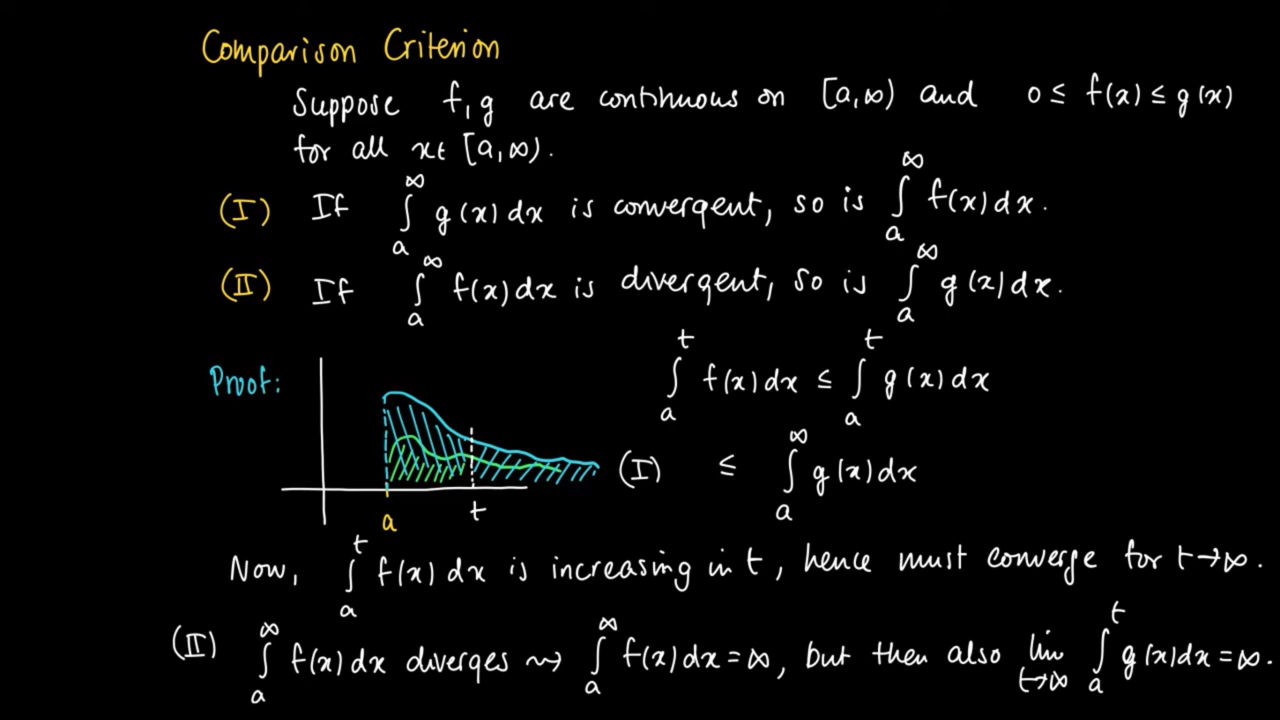 Comparison Criterion
Suppose f, g are continuous on [a,∞) and 0 ≤ f(x) ≤ g(x)
for all x∈ [a,∞).
(I) If ∫_a^∞ g(x) dx is convergent, so is ∫_a^∞ f(x) dx.
(II) If ∫_a^∞ f(x) dx is divergent, so is ∫_a^∞ g(x) dx.
Proof:
∫_a^t f(x) dx ≤ ∫_a^t g(x) dx
(I) ≤ ∫_a^∞ g(x) dx
a t
Now, ∫_a^t f(x) dx is increasing in t, hence must converge for t→∞.
(II) ∫_a^∞ f(x) dx diverges ⇝ ∫_a^∞ f(x) dx = ∞, but then also lim_{t→∞} ∫_a^t g(x) dx = ∞.